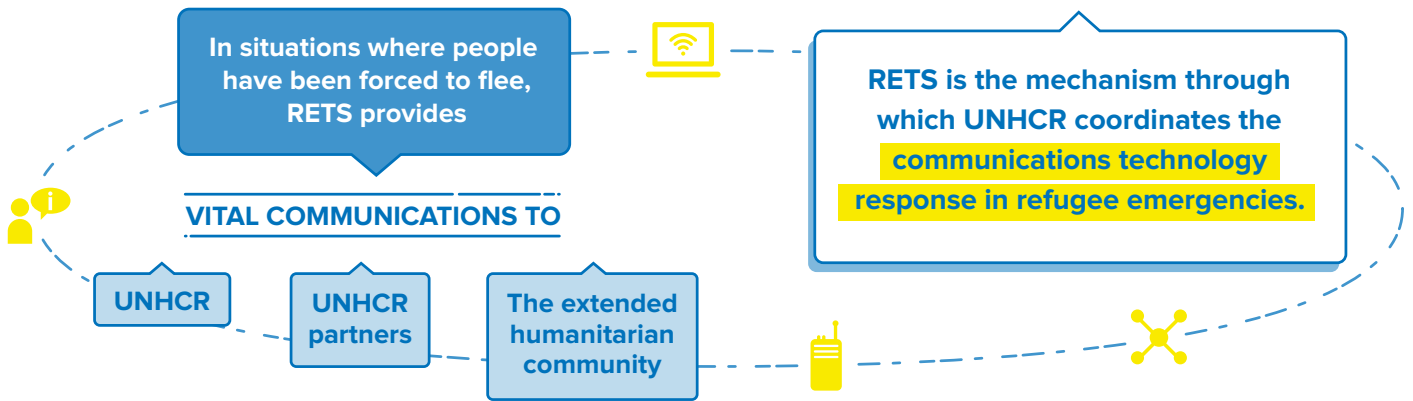 In situations where people
have been forced to flee,
RETS provides
VITAL COMMUNICATIONS TO
UNHCR
UNHCR
partners
The extended
humanitarian
community
RETS is the mechanism through
which UNHCR coordinates the
communications technology
response in refugee emergencies.